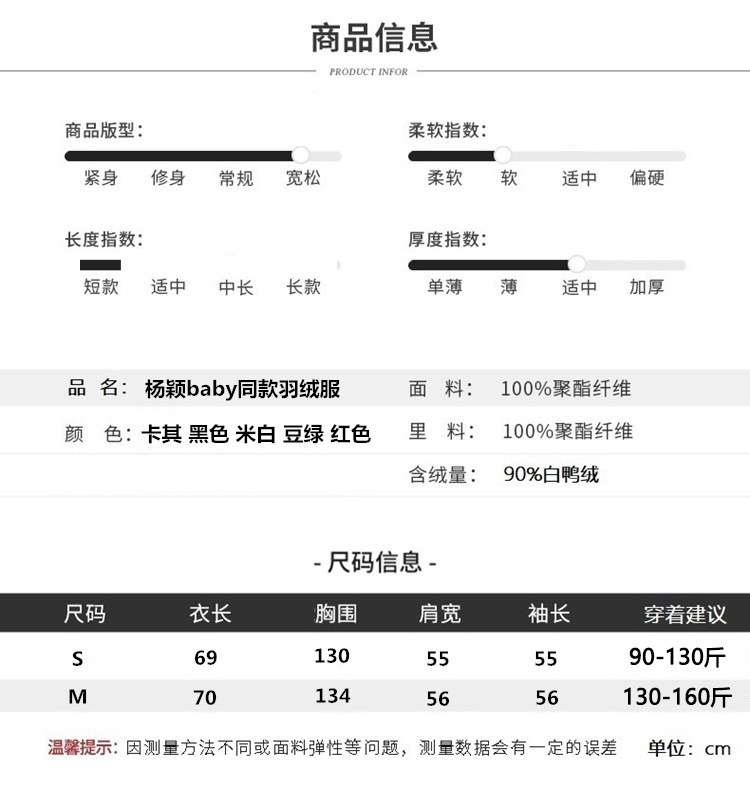 商品信息
PRODUCT INFOR
商品版型：
紧身 修身 常规 宽松
柔软指数：
柔软 软 适中 偏硬
长度指数：
短款 适中 中长 长款
厚度指数：
单薄 薄 适中 加厚
品 名： 杨颖baby同款羽绒服
面 料： 100%聚酯纤维
颜 色：卡其 黑色 米白 豆绿 红色
里 料： 100%聚酯纤维
含绒量： 90%白鸭绒
- 尺码信息 -
尺码 衣长 胸围 肩宽 袖长 穿着建议
S 69 130 55 55 90-130斤
M 70 134 56 56 130-160斤
温馨提示：因测量方法不同或面料弹性等问题，测量数据会有一定的误差 单位：cm